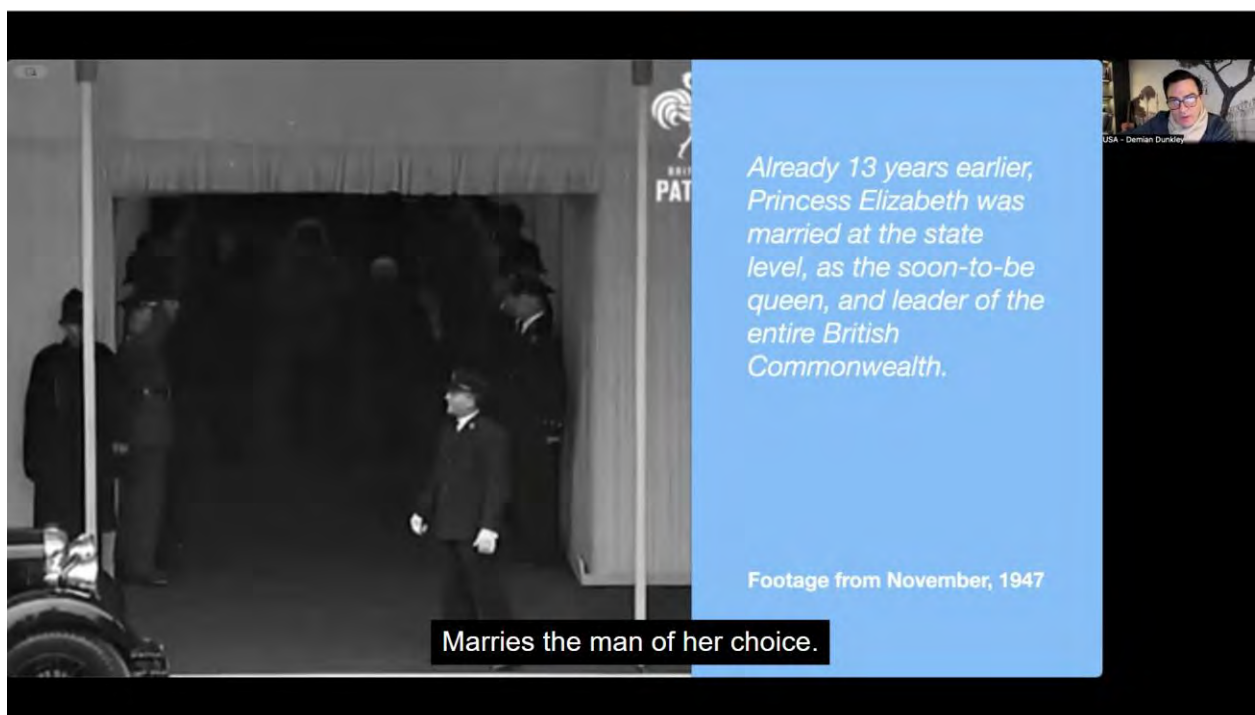 Already 13 years earlier,
Princess Elizabeth was
married at the state
level, as the soon-to-be
queen, and leader of the
entire British
Commonwealth.
Footage from November, 1947
Marries the man of her choice.
USA - Demian Dunkley